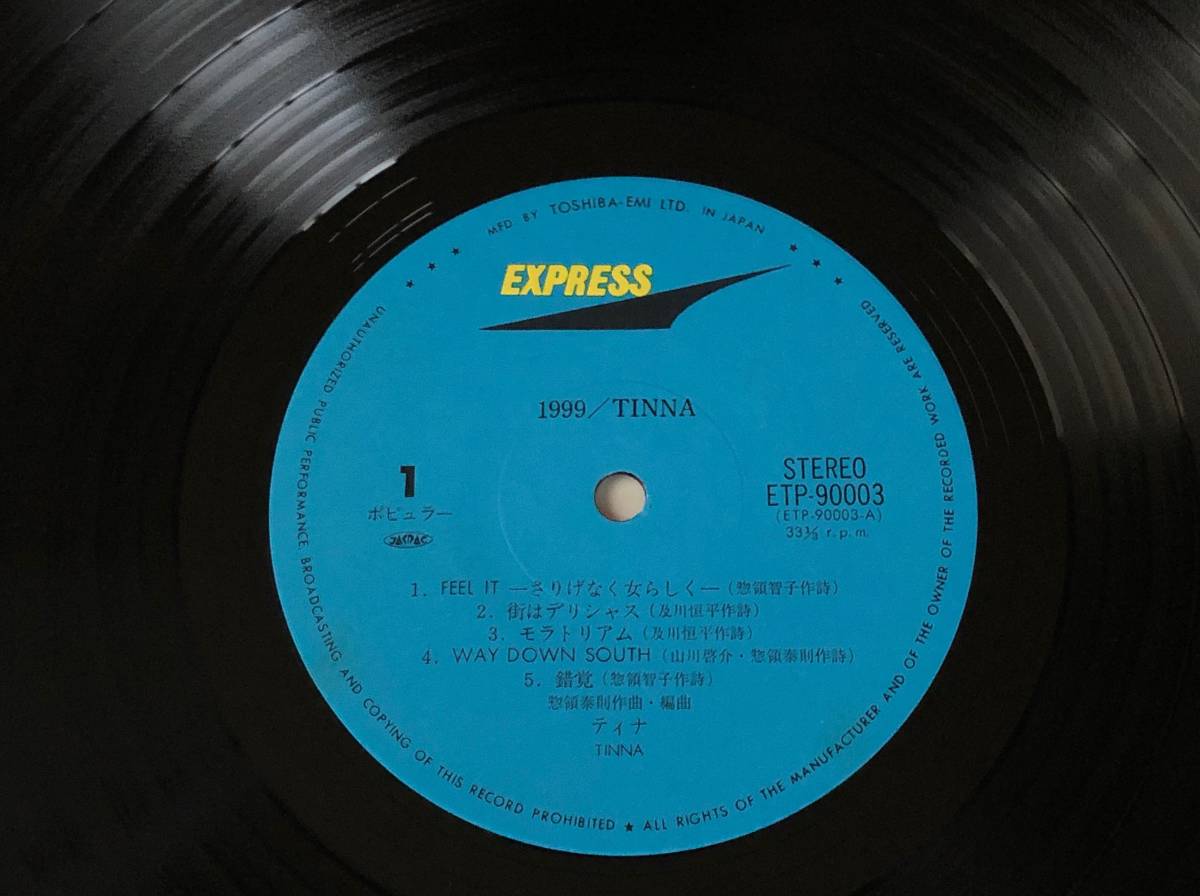 MFD BY TOSHIBA-EMI LTD. IN JAPAN
EXPRESS
1999／TINNA
1
ポピュラー
JASRAC
STEREO
ETP-90003
(ETP-90003-A)
33⅓ r.p.m.
1. FEEL IT —さりげなく女らしく—（惣領智子作詩）
2. 街はデリシャス（及川恒平作詩）
3. モラトリアム（及川恒平作詩）
4. WAY DOWN SOUTH（山川啓介・惣領泰則作詩）
5. 錯覚（惣領智子作詩）
惣領泰則作曲・編曲
ティナ
TINNA
UNAUTHORIZED PUBLIC PERFORMANCE, BROADCASTING AND COPYING OF THIS RECORD PROHIBITED ★ ALL RIGHTS OF THE MANUFACTURER AND OF THE OWNER OF THE RECORDED WORK ARE RESERVED